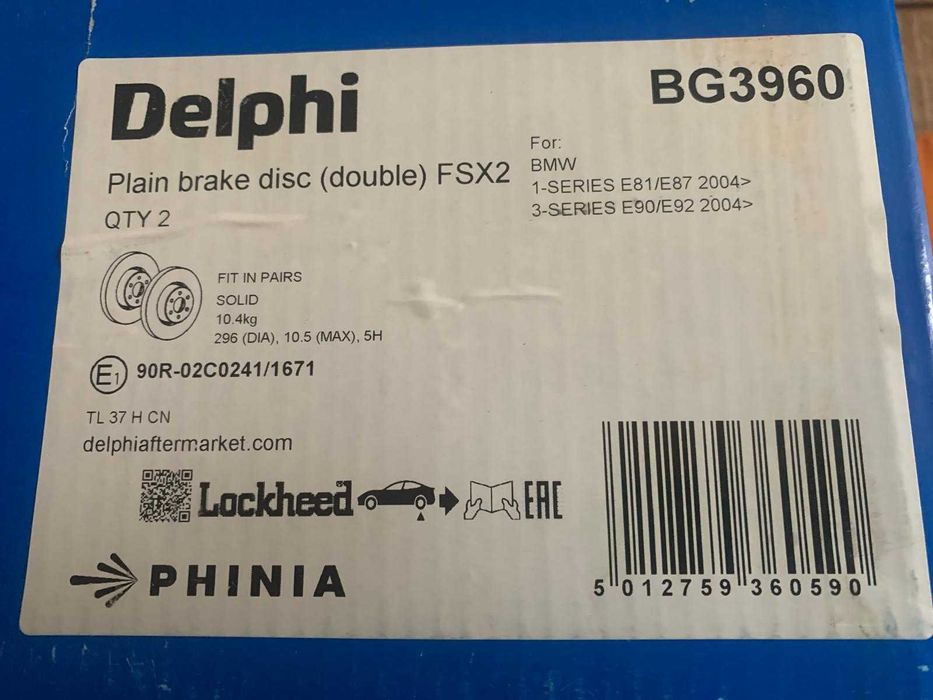 Delphi
BG3960
Plain brake disc (double) FSX2
QTY 2
For:
BMW
1-SERIES E81/E87 2004>
3-SERIES E90/E92 2004>
FIT IN PAIRS
SOLID
10.4kg
296 (DIA), 10.5 (MAX), 5H
E1 90R-02C0241/1671
TL 37 H CN
delphiaftermarket.com
Lockheed
EAC
PHINIA
5 012759 360590